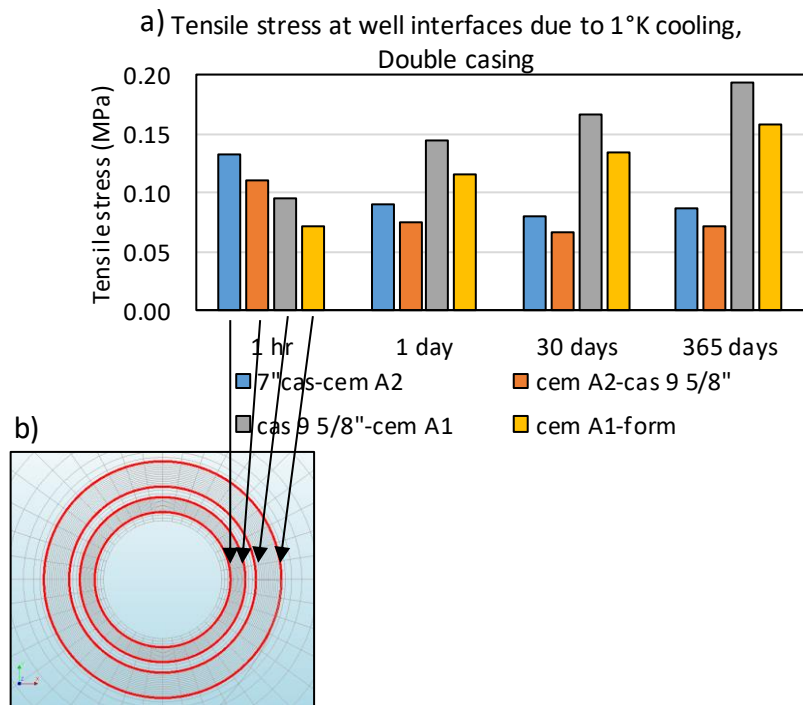 a) Tensile stress at well interfaces due to 1°K cooling,
Double casing
Tensile stress (MPa)
0.20
0.15
0.10
0.05
0.00
1 hr 1 day 30 days 365 days
7"cas-cem A2 cem A2-cas 9 5/8"
cas 9 5/8"-cem A1 cem A1-form
b)